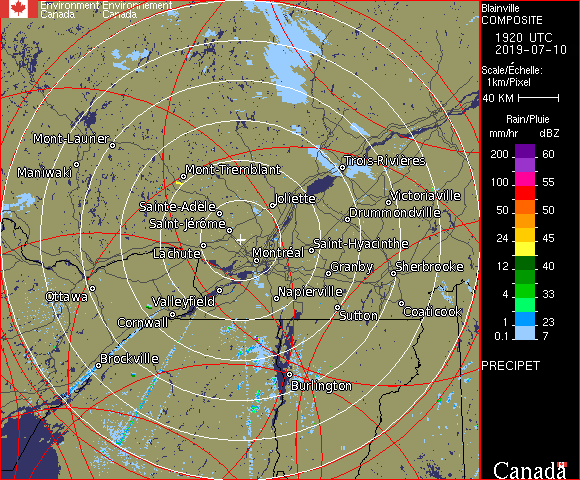 Environment Environnement
Canada Canada
Blainville
COMPOSITE
1920 UTC
2019-07-10
Scale/Échelle:
1km/Pixel
40 KM
Rain/Pluie
mm/hr dBZ
200 60
100 55
50 50
24 45
12 40
4 33
1 23
0.1 7
PRECIPET
Canada
Mont-Laurier
Maniwaki
Mont-Tremblant
Trois-Rivières
Joliette
Victoriaville
Sainte-Adèle
Drummondville
Saint-Jérôme
Lachute
Montréal
Saint-Hyacinthe
Granby
Sherbrooke
Ottawa
Valleyfield
Napierville
Cornwall
Sutton
Coaticook
Brockville
Burlington